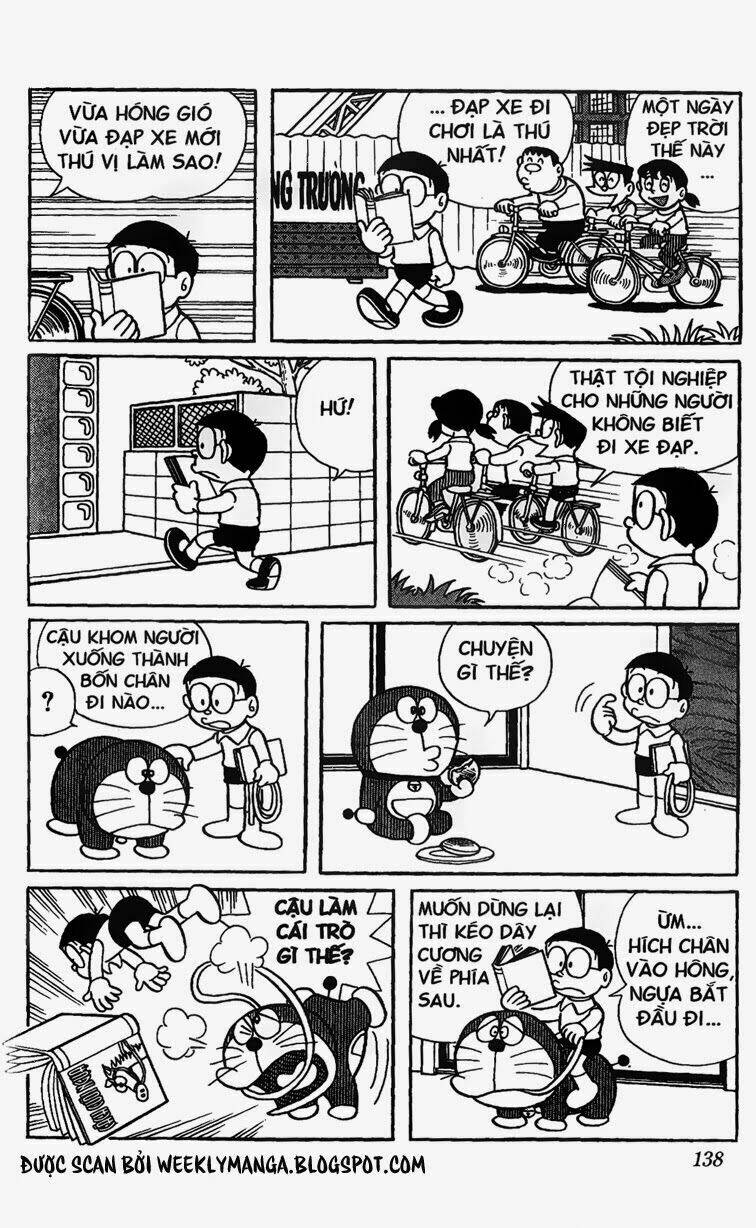 MỘT NGÀY
ĐẸP TRỜI
THẾ NÀY
...
... ĐẠP XE ĐI
CHƠI LÀ THÚ
NHẤT!
NG TRƯỜNG
VỪA HÓNG GIÓ
VỪA ĐẠP XE MỚI
THÚ VỊ LÀM SAO!
THẬT TỘI NGHIỆP
CHO NHỮNG NGƯỜI
KHÔNG BIẾT
ĐI XE ĐẠP.
HỨ!
CHUYỆN
GÌ THẾ?
CẬU KHOM NGƯỜI
XUỐNG THÀNH
BỐN CHÂN
ĐI NÀO...
?
ỪM...
HÍCH CHÂN
VÀO HÔNG,
NGỰA BẮT
ĐẦU ĐI...
MUỐN DỪNG LẠI
THÌ KÉO DÂY
CƯƠNG
VỀ PHÍA
SAU.
CẬU LÀM
CÁI TRÒ
GÌ THẾ?
138
ĐƯỢC SCAN BỞI WEEKLYMANGA.BLOGSPOT.COM